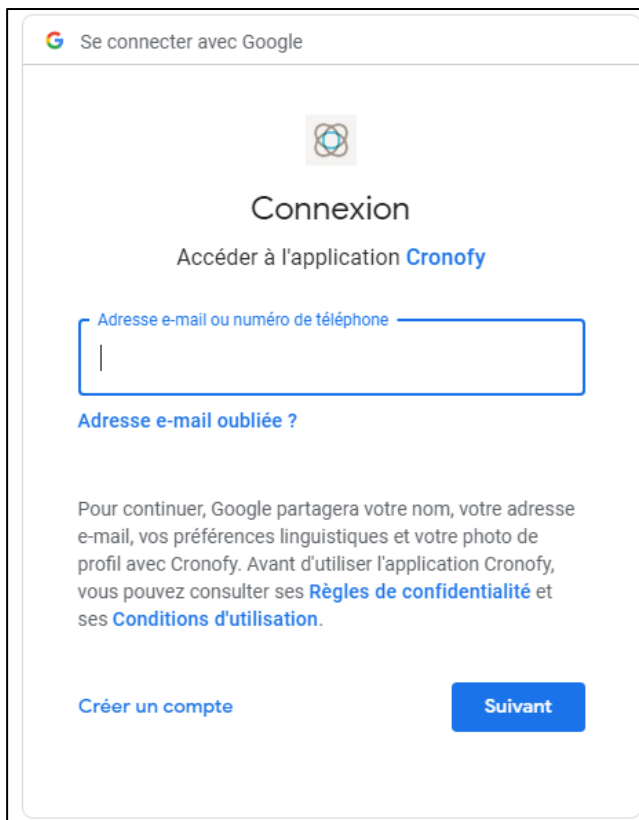 Se connecter avec Google
Connexion
Accéder à l'application Cronofy
Adresse e-mail ou numéro de téléphone
Adresse e-mail oubliée ?
Pour continuer, Google partagera votre nom, votre adresse
e-mail, vos préférences linguistiques et votre photo de
profil avec Cronofy. Avant d'utiliser l'application Cronofy,
vous pouvez consulter ses Règles de confidentialité et
ses Conditions d'utilisation.
Créer un compte
Suivant